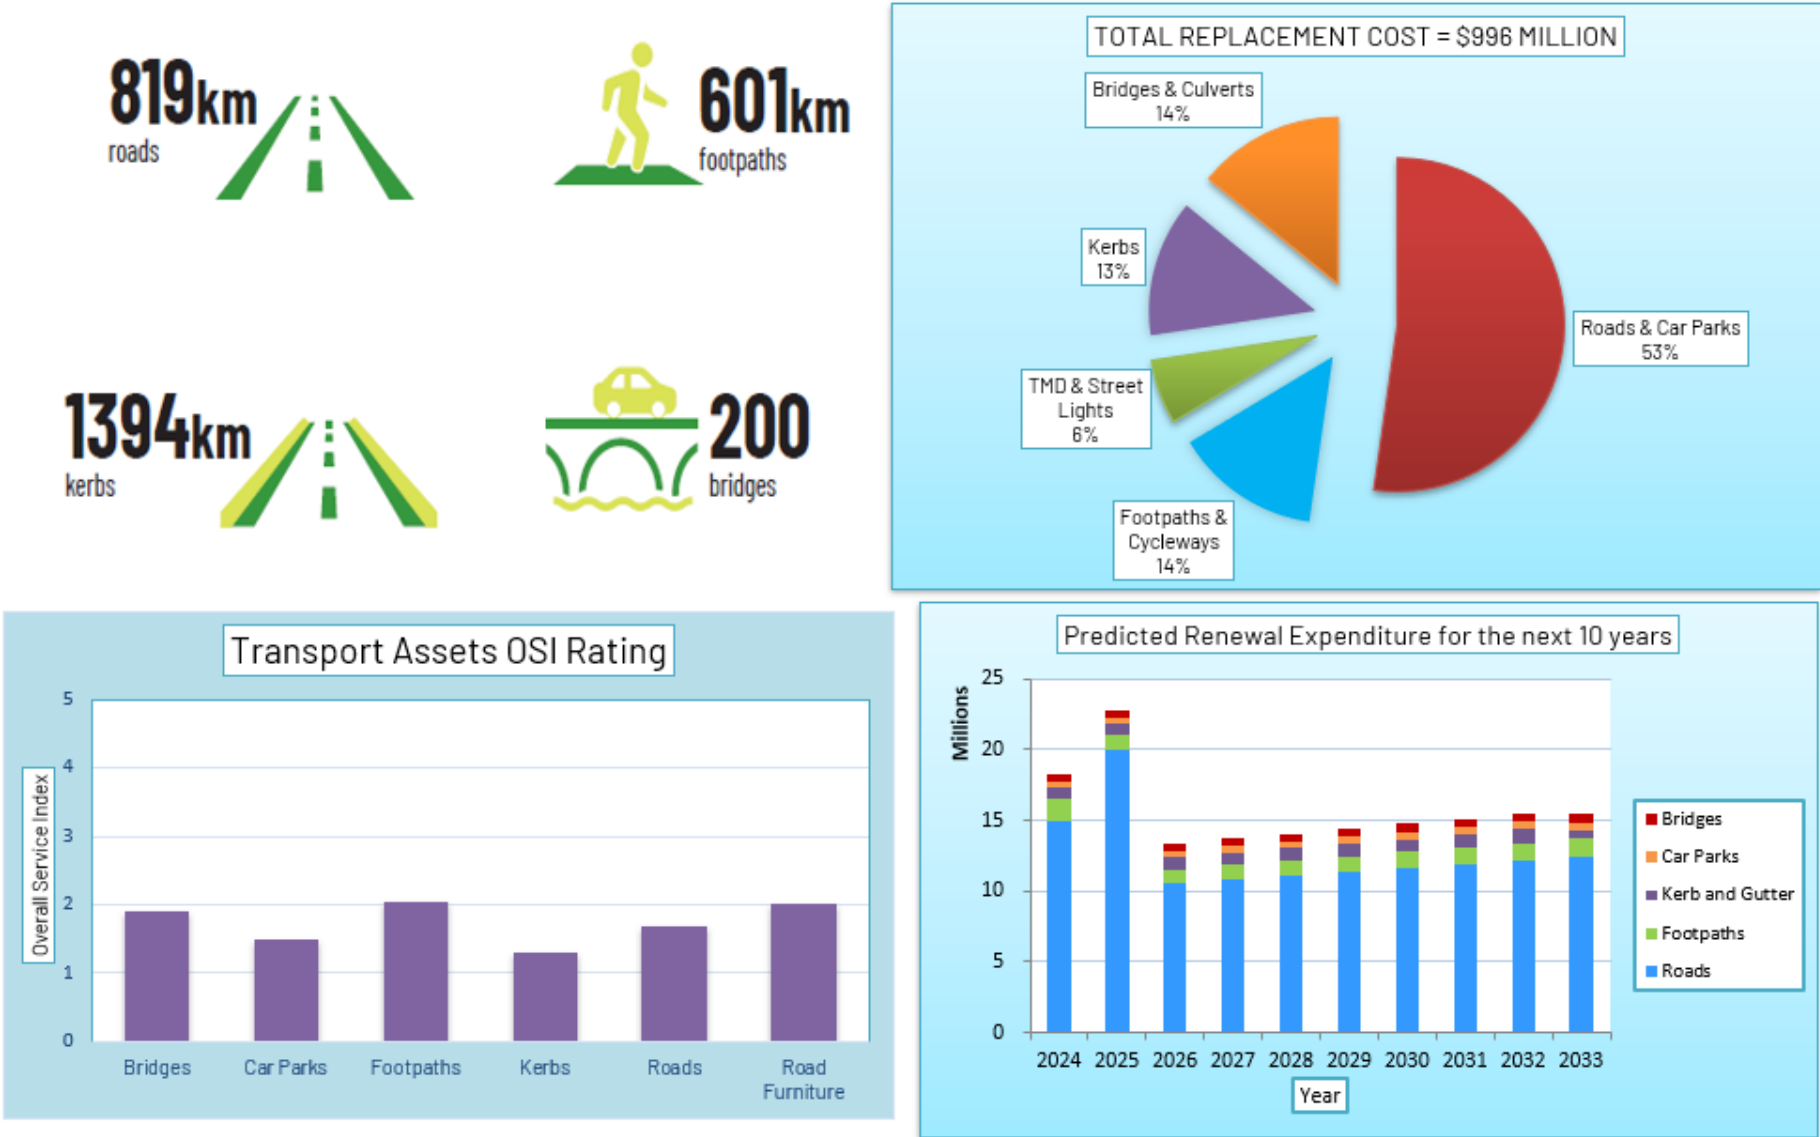 819km
roads
601km
footpaths
1394km
kerbs
200
bridges
TOTAL REPLACEMENT COST = $996 MILLION
Bridges & Culverts
14%
Kerbs
13%
Roads & Car Parks
53%
TMD & Street
Lights
6%
Footpaths &
Cycleways
14%
Transport Assets OSI Rating
Overall Service Index
5
4
3
2
1
0
Bridges
Car Parks
Footpaths
Kerbs
Roads
Road
Furniture
Predicted Renewal Expenditure for the next 10 years
Millions
25
20
15
10
5
0
2024 2025 2026 2027 2028 2029 2030 2031 2032 2033
Year
Bridges
Car Parks
Kerb and Gutter
Footpaths
Roads